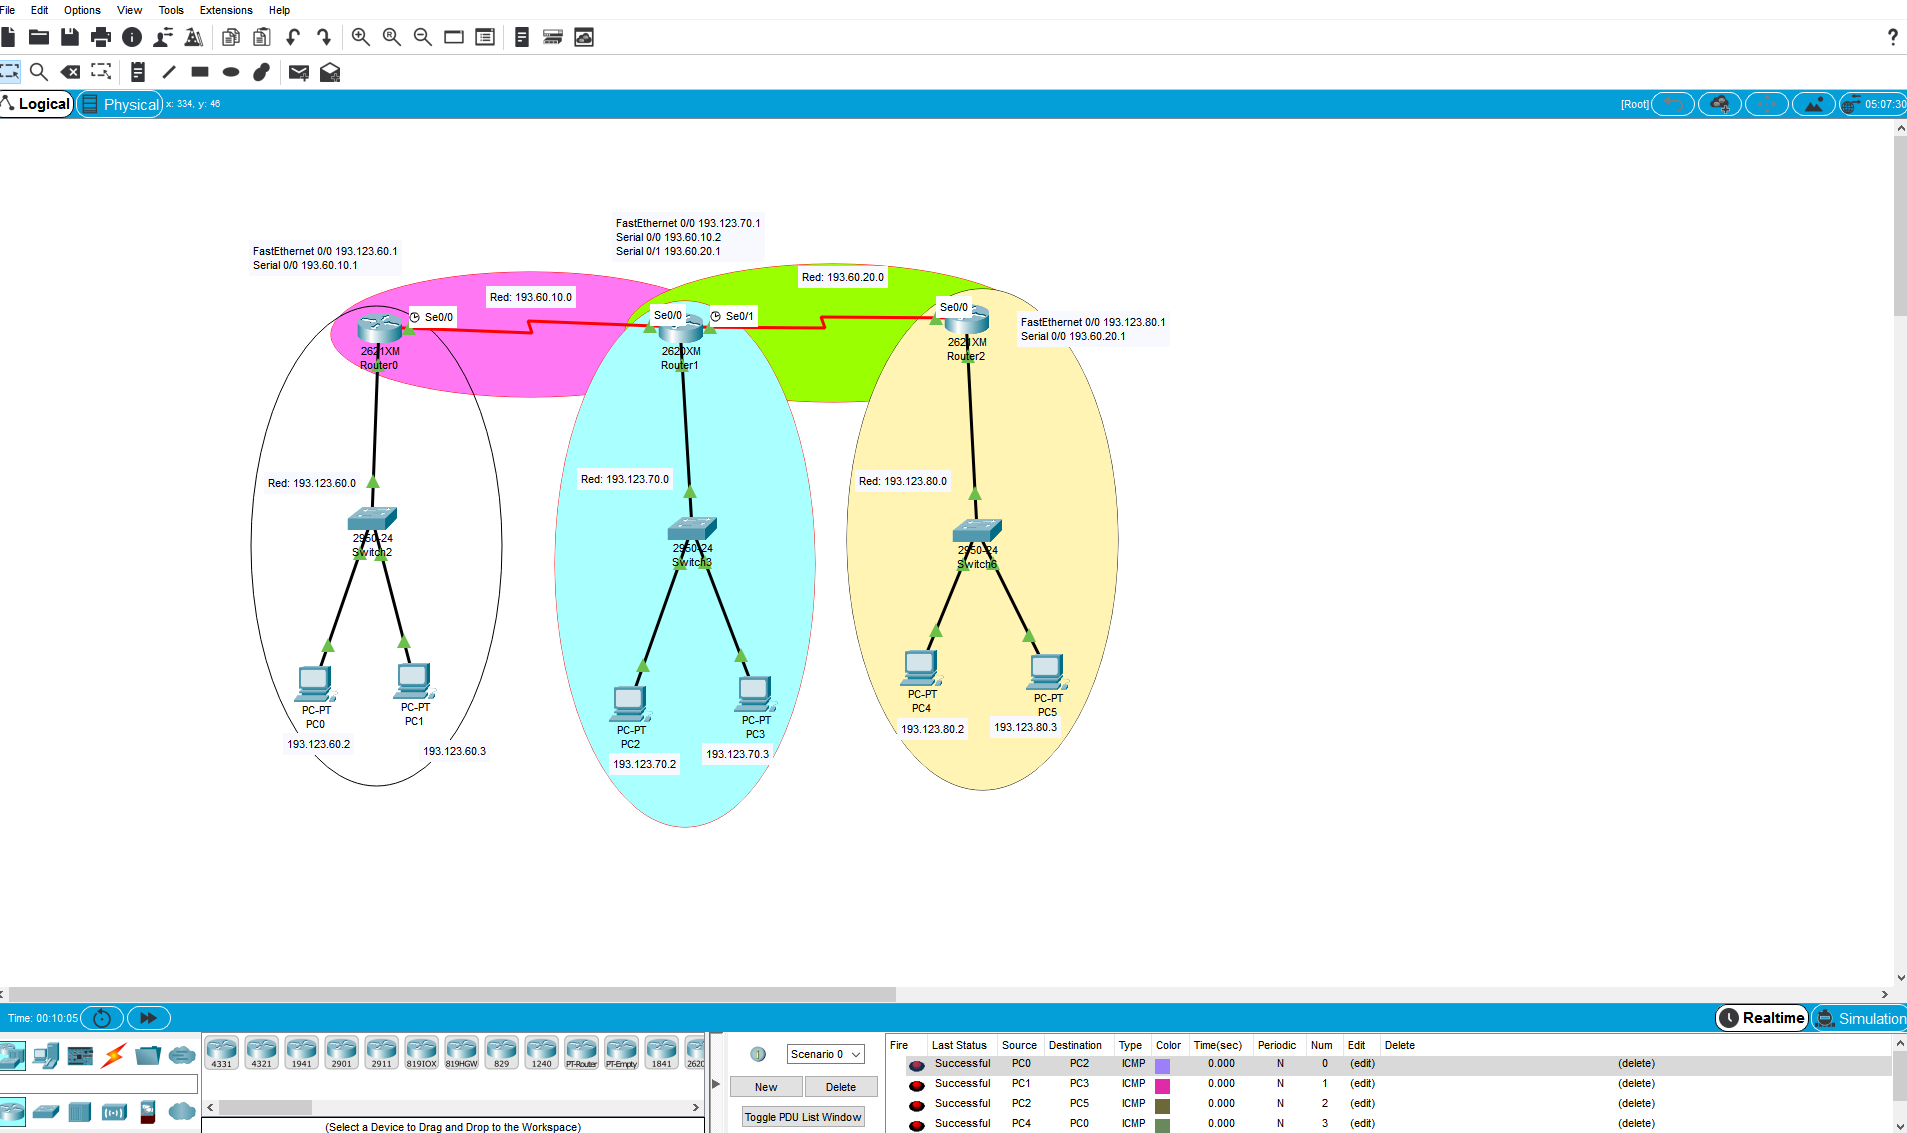 File Edit Options View Tools Extensions Help
?
Logical Physical x: 334, y: 46 [Root] 05:07:30
FastEthernet 0/0 193.123.70.1
Serial 0/0 193.60.10.2
Serial 0/1 193.60.20.1
FastEthernet 0/0 193.123.60.1
Serial 0/0 193.60.10.1
Red: 193.60.20.0
Red: 193.60.10.0
Se0/0
Se0/0
Se0/1
Se0/0
FastEthernet 0/0 193.123.80.1
Serial 0/0 193.60.20.1
2621XM
Router0
2620XM
Router1
2621XM
Router2
Red: 193.123.60.0
Red: 193.123.70.0
Red: 193.123.80.0
2950-24
Switch2
2950-24
Switch3
2950-24
Switch6
PC-PT
PC0
PC-PT
PC1
PC-PT
PC2
PC-PT
PC3
PC-PT
PC4
PC-PT
PC5
193.123.60.2
193.123.60.3
193.123.70.2
193.123.70.3
193.123.80.2
193.123.80.3
Time: 00:10:05 Realtime Simulation
4331 4321 1941 2901 2911 819IOX 819HGW 829 1240 PT-Router PT-Empty 1841 2620
(Select a Device to Drag and Drop to the Workspace)
Scenario 0
New Delete
Toggle PDU List Window
Fire Last Status Source Destination Type Color Time(sec) Periodic Num Edit Delete
Successful PC0 PC2 ICMP 0.000 N 0 (edit) (delete)
Successful PC1 PC3 ICMP 0.000 N 1 (edit) (delete)
Successful PC2 PC5 ICMP 0.000 N 2 (edit) (delete)
Successful PC4 PC0 ICMP 0.000 N 3 (edit) (delete)